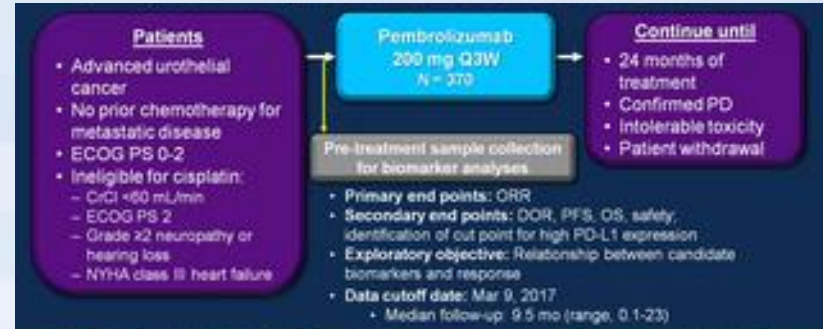 Patients
• Advanced urothelial
cancer
• No prior chemotherapy for
metastatic disease
• ECOG PS 0-2
• Ineligible for cisplatin:
– CrCl <60 mL/min
– ECOG PS 2
– Grade ≥2 neuropathy or
hearing loss
– NYHA class III heart failure
Pembrolizumab
200 mg Q3W
N = 370
Continue until
• 24 months of
treatment
• Confirmed PD
• Intolerable toxicity
• Patient withdrawal
Pre-treatment sample collection
for biomarker analyses
• Primary end points: ORR
• Secondary end points: DOR, PFS, OS, safety;
identification of cut point for high PD-L1 expression
• Exploratory objective: Relationship between candidate
biomarkers and response
• Data cutoff date: Mar 9, 2017
• Median follow-up: 9.5 mo (range, 0.1-23)